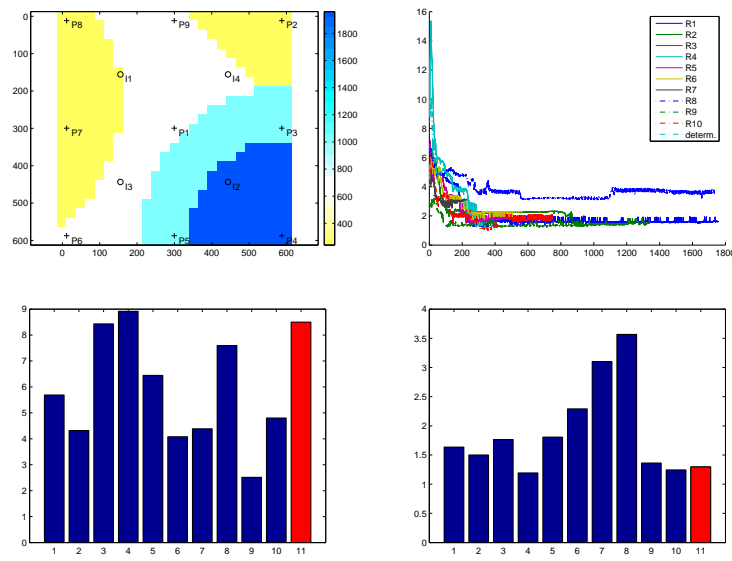 P8 P9 P2
I1 I4
P7 P1 P3
I3 I2
P6 P5 P4
0
100
200
300
400
500
600
0 100 200 300 400 500 600
1800
1600
1400
1200
1000
800
600
400
16
14
12
10
8
6
4
2
0
0 200 400 600 800 1000 1200 1400 1600 1800
R1
R2
R3
R4
R5
R6
R7
R8
R9
R10
determ.
9
8
7
6
5
4
3
2
1
0
1 2 3 4 5 6 7 8 9 10 11
4
3.5
3
2.5
2
1.5
1
0.5
0
1 2 3 4 5 6 7 8 9 10 11